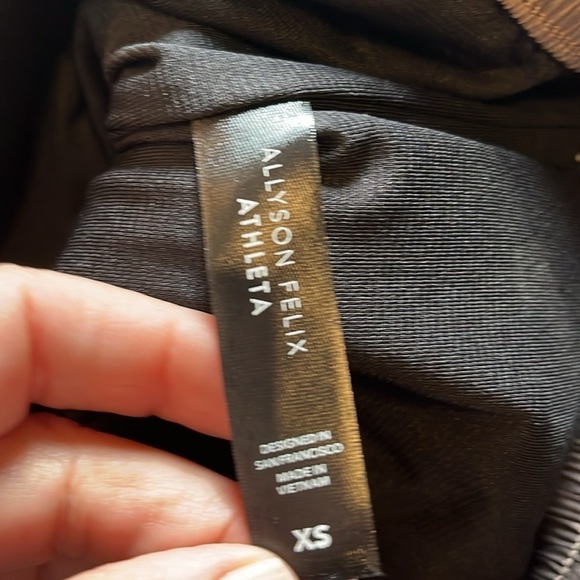 ALLYSON FELIX
ATHLETA
DESIGNED IN
SAN FRANCISCO
MADE IN
VIETNAM
XS